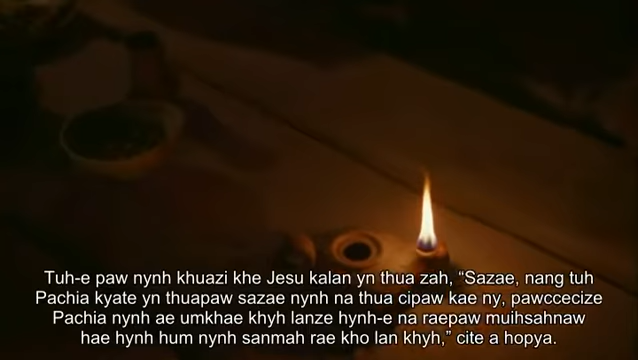 Tuh-e paw nynh khuazi khe Jesu kalan yn thua zah, “Sazae, nang tuh
Pachia kyate yn thuapaw sazae nynh na thua cipaw kae ny, pawccecize
Pachia nynh ae umkhae khyh lanze hynh-e na raepaw muihsahnaw
hae hynh hum nynh sanmah rae kho lan khyh,” cite a hopya.